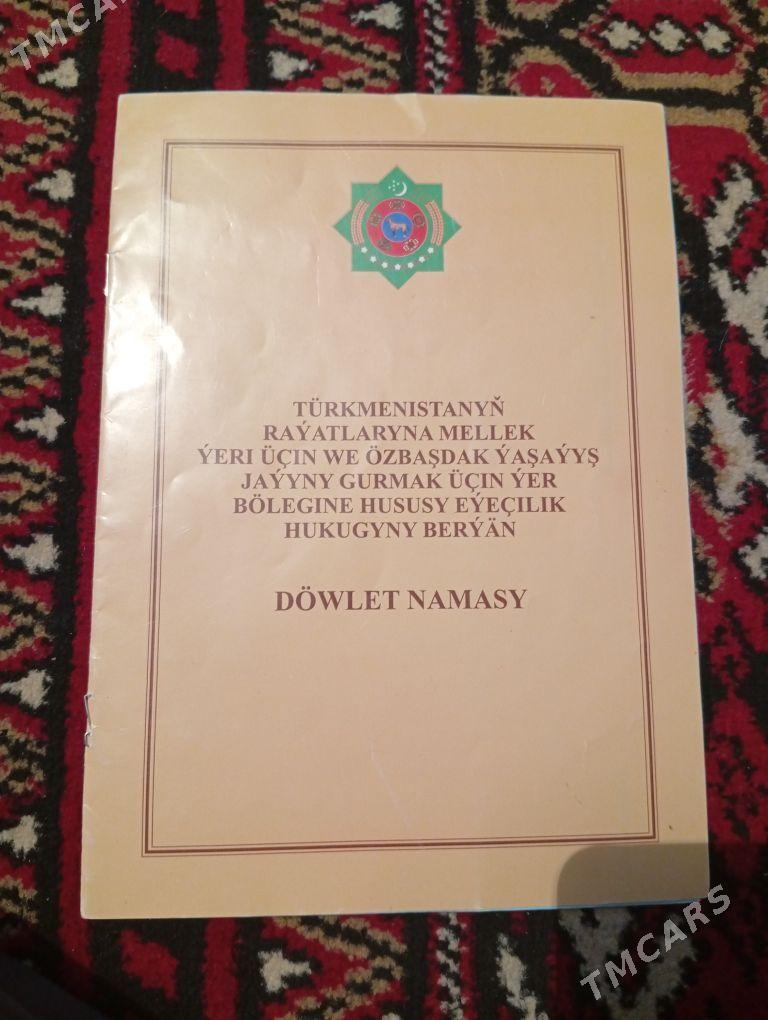 TMCARS
TÜRKMENISTANYŇ
RAÝATLARYNA MELLEK
ÝERI ÜÇIN WE ÖZBAŞDAK ÝAŞAÝYŞ
JAÝYNY GURMAK ÜÇIN ÝER
BÖLEGINE HUSUSY EÝEÇILIK
HUKUGYNY BERÝÄN
DÖWLET NAMASY
TMCARS